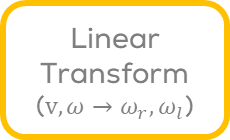 Linear
Transform
(v, ω → ωᵣ, ωₗ)